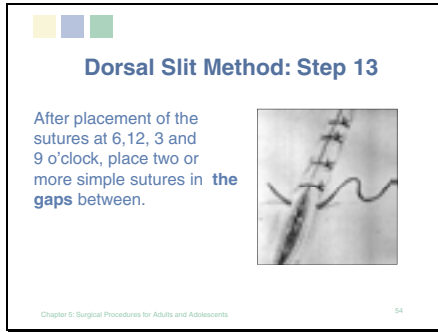 Dorsal Slit Method: Step 13
After placement of the
sutures at 6,12, 3 and
9 o'clock, place two or
more simple sutures in the
gaps between.
Chapter 5: Surgical Procedures for Adults and Adolescents
54